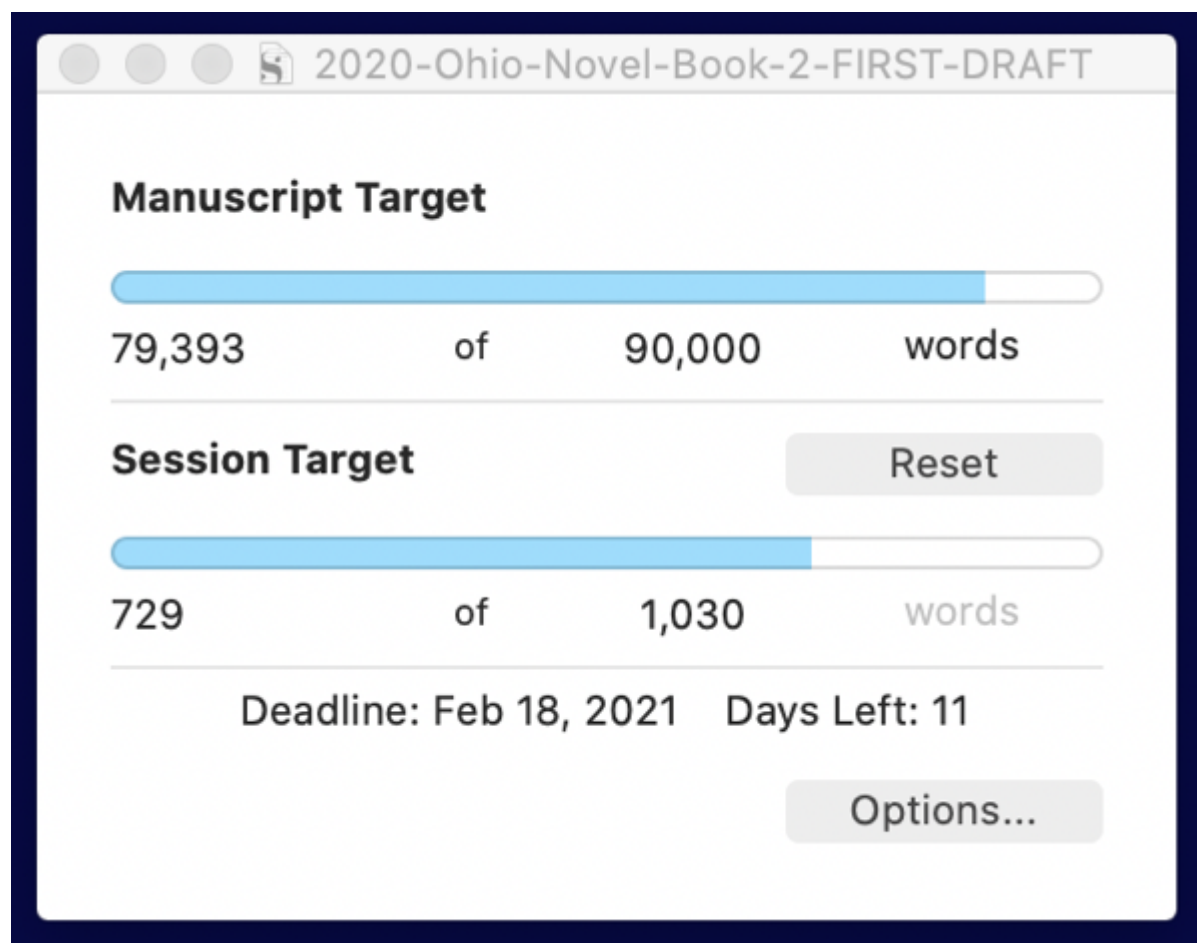 2020-Ohio-Novel-Book-2-FIRST-DRAFT
Manuscript Target
79,393 of 90,000 words
Session Target Reset
729 of 1,030 words
Deadline: Feb 18, 2021 Days Left: 11
Options...